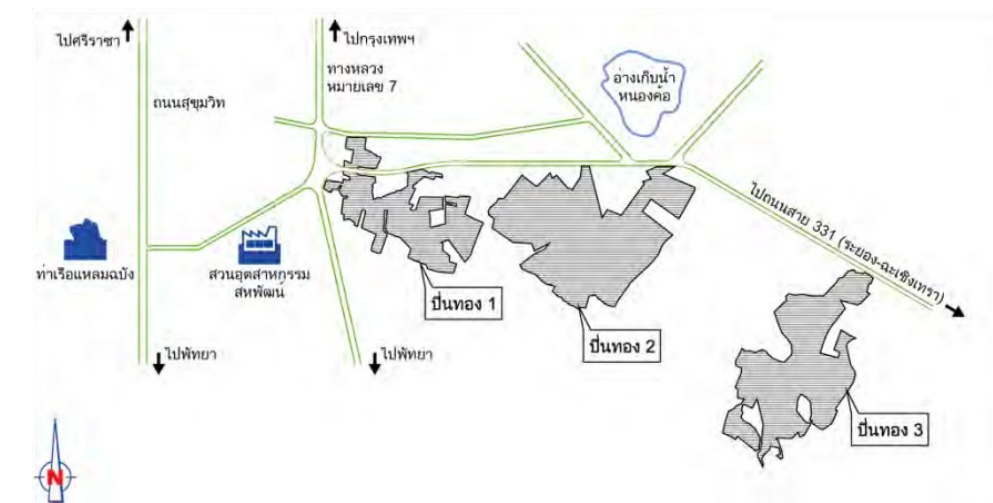 ไปศรีราชา
ไปกรุงเทพฯ
ทางหลวง
หมายเลข 7
ถนนสุขุมวิท
อ่างเก็บน้ำ
หนองค้อ
ไปถนนสาย 331 (ระยอง-ฉะเชิงเทรา)
ท่าเรือแหลมฉบัง
สวนอุตสาหกรรม
สหพัฒน์
ปิ่นทอง 1
ปิ่นทอง 2
ไปพัทยา
ไปพัทยา
ปิ่นทอง 3
N